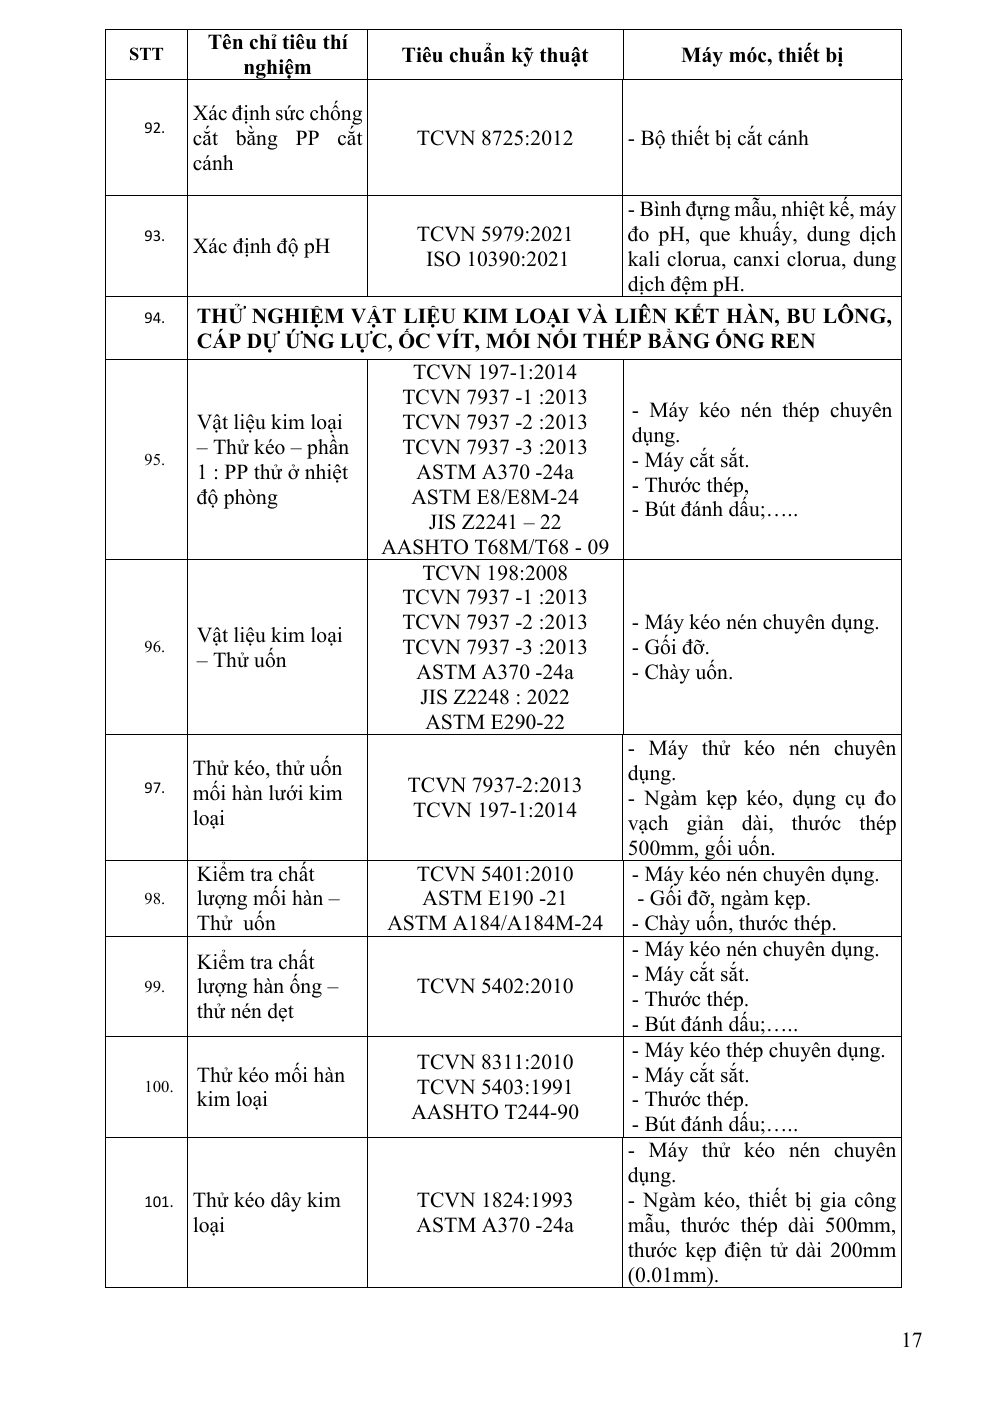 STT
Tên chỉ tiêu thí
nghiệm
Tiêu chuẩn kỹ thuật
Máy móc, thiết bị
92.
Xác định sức chống
cắt bằng PP cắt
cánh
TCVN 8725:2012
- Bộ thiết bị cắt cánh
93.
Xác định độ pH
TCVN 5979:2021
ISO 10390:2021
- Bình đựng mẫu, nhiệt kế, máy
đo pH, que khuấy, dung dịch
kali clorua, canxi clorua, dung
dịch đệm pH.
94.
THỬ NGHIỆM VẬT LIỆU KIM LOẠI VÀ LIÊN KẾT HÀN, BU LÔNG,
CÁP DỰ ỨNG LỰC, ỐC VÍT, MỐI NỐI THÉP BẰNG ỐNG REN
95.
Vật liệu kim loại
– Thử kéo – phần
1 : PP thử ở nhiệt
độ phòng
TCVN 197-1:2014
TCVN 7937 -1 :2013
TCVN 7937 -2 :2013
TCVN 7937 -3 :2013
ASTM A370 -24a
ASTM E8/E8M-24
JIS Z2241 – 22
AASHTO T68M/T68 - 09
- Máy kéo nén thép chuyên
dụng.
- Máy cắt sắt.
- Thước thép,
- Bút đánh dấu;…..
96.
Vật liệu kim loại
– Thử uốn
TCVN 198:2008
TCVN 7937 -1 :2013
TCVN 7937 -2 :2013
TCVN 7937 -3 :2013
ASTM A370 -24a
JIS Z2248 : 2022
ASTM E290-22
- Máy kéo nén chuyên dụng.
- Gối đỡ.
- Chày uốn.
97.
Thử kéo, thử uốn
mối hàn lưới kim
loại
TCVN 7937-2:2013
TCVN 197-1:2014
- Máy thử kéo nén chuyên
dụng.
- Ngàm kẹp kéo, dụng cụ đo
vạch giản dài, thước thép
500mm, gối uốn.
98.
Kiểm tra chất
lượng mối hàn –
Thử uốn
TCVN 5401:2010
ASTM E190 -21
ASTM A184/A184M-24
- Máy kéo nén chuyên dụng.
- Gối đỡ, ngàm kẹp.
- Chày uốn, thước thép.
99.
Kiểm tra chất
lượng hàn ống –
thử nén dẹt
TCVN 5402:2010
- Máy kéo nén chuyên dụng.
- Máy cắt sắt.
- Thước thép.
- Bút đánh dấu;…..
100.
Thử kéo mối hàn
kim loại
TCVN 8311:2010
TCVN 5403:1991
AASHTO T244-90
- Máy kéo thép chuyên dụng.
- Máy cắt sắt.
- Thước thép.
- Bút đánh dấu;…..
101.
Thử kéo dây kim
loại
TCVN 1824:1993
ASTM A370 -24a
- Máy thử kéo nén chuyên
dụng.
- Ngàm kéo, thiết bị gia công
mẫu, thước thép dài 500mm,
thước kẹp điện tử dài 200mm
(0.01mm).
17